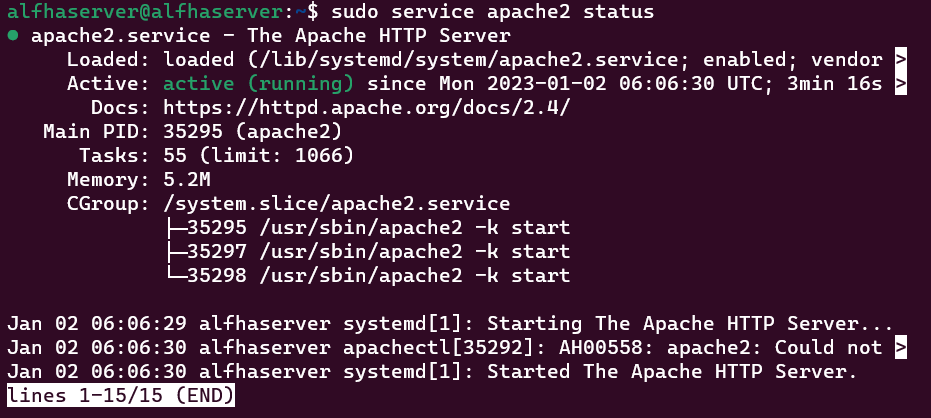 alfhaserver@alfhaserver:~$ sudo service apache2 status
● apache2.service - The Apache HTTP Server
     Loaded: loaded (/lib/systemd/system/apache2.service; enabled; vendor >
     Active: active (running) since Mon 2023-01-02 06:06:30 UTC; 3min 16s >
       Docs: https://httpd.apache.org/docs/2.4/
   Main PID: 35295 (apache2)
      Tasks: 55 (limit: 1066)
     Memory: 5.2M
     CGroup: /system.slice/apache2.service
             ├─35295 /usr/sbin/apache2 -k start
             ├─35297 /usr/sbin/apache2 -k start
             └─35298 /usr/sbin/apache2 -k start

Jan 02 06:06:29 alfhaserver systemd[1]: Starting The Apache HTTP Server...
Jan 02 06:06:30 alfhaserver apachectl[35292]: AH00558: apache2: Could not >
Jan 02 06:06:30 alfhaserver systemd[1]: Started The Apache HTTP Server.
lines 1-15/15 (END)